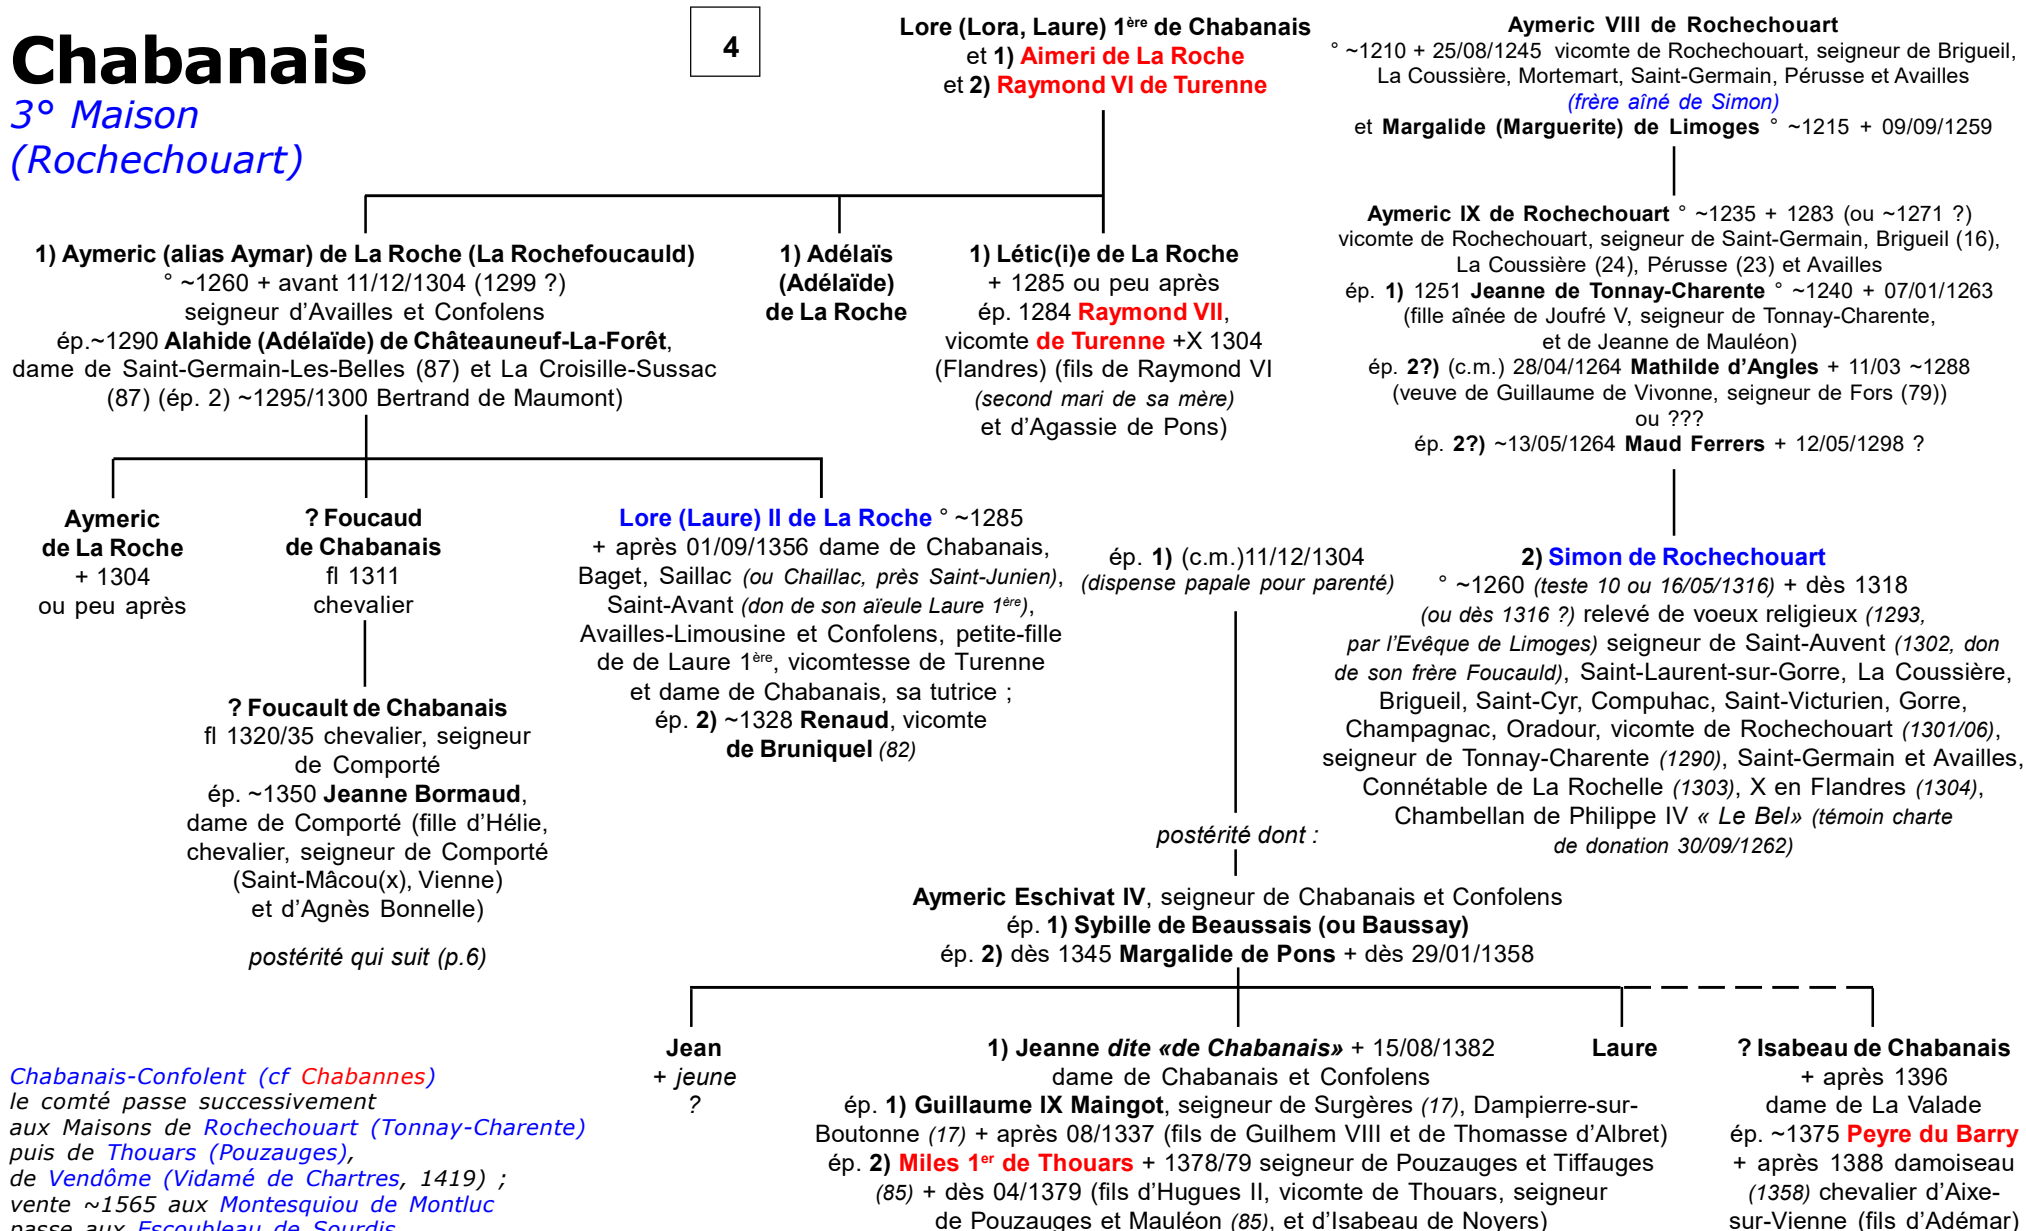 Chabanais
3° Maison
(Rochechouart)
4
Lore (Lora, Laure) 1ère de Chabanais
et 1) Aimeri de La Roche
et 2) Raymond VI de Turenne
Aymeric VIII de Rochechouart
° ~1210 + 25/08/1245 vicomte de Rochechouart, seigneur de Brigueil,
La Coussière, Mortemart, Saint-Germain, Pérusse et Availles
(frère aîné de Simon)
et Margalide (Marguerite) de Limoges ° ~1215 + 09/09/1259
1) Aymeric (alias Aymar) de La Roche (La Rochefoucauld)
° ~1260 + avant 11/12/1304 (1299 ?)
seigneur d’Availles et Confolens
ép.~1290 Alahide (Adélaïde) de Châteauneuf-La-Forêt,
dame de Saint-Germain-Les-Belles (87) et La Croisille-Sussac
(87) (ép. 2) ~1295/1300 Bertrand de Maumont)
1) Adélaïs
(Adélaïde)
de La Roche
1) Létic(i)e de La Roche
+ 1285 ou peu après
ép. 1284 Raymond VII,
vicomte de Turenne +X 1304
(Flandres) (fils de Raymond VI
(second mari de sa mère)
et d’Agassie de Pons)
Aymeric IX de Rochechouart ° ~1235 + 1283 (ou ~1271 ?)
vicomte de Rochechouart, seigneur de Saint-Germain, Brigueil (16),
La Coussière (24), Pérusse (23) et Availles
ép. 1) 1251 Jeanne de Tonnay-Charente ° ~1240 + 07/01/1263
(fille aînée de Joufré V, seigneur de Tonnay-Charente,
et de Jeanne de Mauléon)
ép. 2?) (c.m.) 28/04/1264 Mathilde d’Angles + 11/03 ~1288
(veuve de Guillaume de Vivonne, seigneur de Fors (79))
ou ???
ép. 2?) ~13/05/1264 Maud Ferrers + 12/05/1298 ?
Aymeric
de La Roche
+ 1304
ou peu après
? Foucaud
de Chabanais
fl 1311
chevalier
Lore (Laure) II de La Roche ° ~1285
+ après 01/09/1356 dame de Chabanais,
Baget, Saillac (ou Chaillac, près Saint-Junien),
Saint-Avant (don de son aïeule Laure 1ère),
Availles-Limousine et Confolens, petite-fille
de de Laure 1ère, vicomtesse de Turenne
et dame de Chabanais, sa tutrice ;
ép. 2) ~1328 Renaud, vicomte
de Bruniquel (82)
ép. 1) (c.m.)11/12/1304
(dispense papale pour parenté)
2) Simon de Rochechouart
° ~1260 (teste 10 ou 16/05/1316) + dès 1318
(ou dès 1316 ?) relevé de voeux religieux (1293,
par l'Evêque de Limoges) seigneur de Saint-Auvent (1302, don
de son frère Foucauld), Saint-Laurent-sur-Gorre, La Coussière,
Brigueil, Saint-Cyr, Compuhac, Saint-Victurien, Gorre,
Champagnac, Oradour, vicomte de Rochechouart (1301/06),
seigneur de Tonnay-Charente (1290), Saint-Germain et Availles,
Connétable de La Rochelle (1303), X en Flandres (1304),
Chambellan de Philippe IV « Le Bel» (témoin charte
de donation 30/09/1262)
? Foucault de Chabanais
fl 1320/35 chevalier, seigneur
de Comporté
ép. ~1350 Jeanne Bormaud,
dame de Comporté (fille d’Hélie,
chevalier, seigneur de Comporté
(Saint-Mâcou(x), Vienne)
et d’Agnès Bonnelle)
postérité qui suit (p.6)
postérité dont :
Aymeric Eschivat IV, seigneur de Chabanais et Confolens
ép. 1) Sybille de Beaussais (ou Baussay)
ép. 2) dès 1345 Margalide de Pons + dès 29/01/1358
Jean
+ jeune
?
1) Jeanne dite «de Chabanais» + 15/08/1382
dame de Chabanais et Confolens
ép. 1) Guillaume IX Maingot, seigneur de Surgères (17), Dampierre-sur-
Boutonne (17) + après 08/1337 (fils de Guilhem VIII et de Thomasse d’Albret)
ép. 2) Miles 1er de Thouars + 1378/79 seigneur de Pouzauges et Tiffauges
(85) + dès 04/1379 (fils d’Hugues II, vicomte de Thouars, seigneur
de Pouzauges et Mauléon (85), et d’Isabeau de Noyers)
Laure
? Isabeau de Chabanais
+ après 1396
dame de La Valade
ép. ~1375 Peyre du Barry
+ après 1388 damoiseau
(1358) chevalier d’Aixe-
sur-Vienne (fils d’Adémar)
Chabanais-Confolent (cf Chabannes)
le comté passe successivement
aux Maisons de Rochechouart (Tonnay-Charente)
puis de Thouars (Pouzauges),
de Vendôme (Vidamé de Chartres, 1419) ;
vente ~1565 aux Montesquiou de Montluc
passe aux Escoubleau de Sourdis